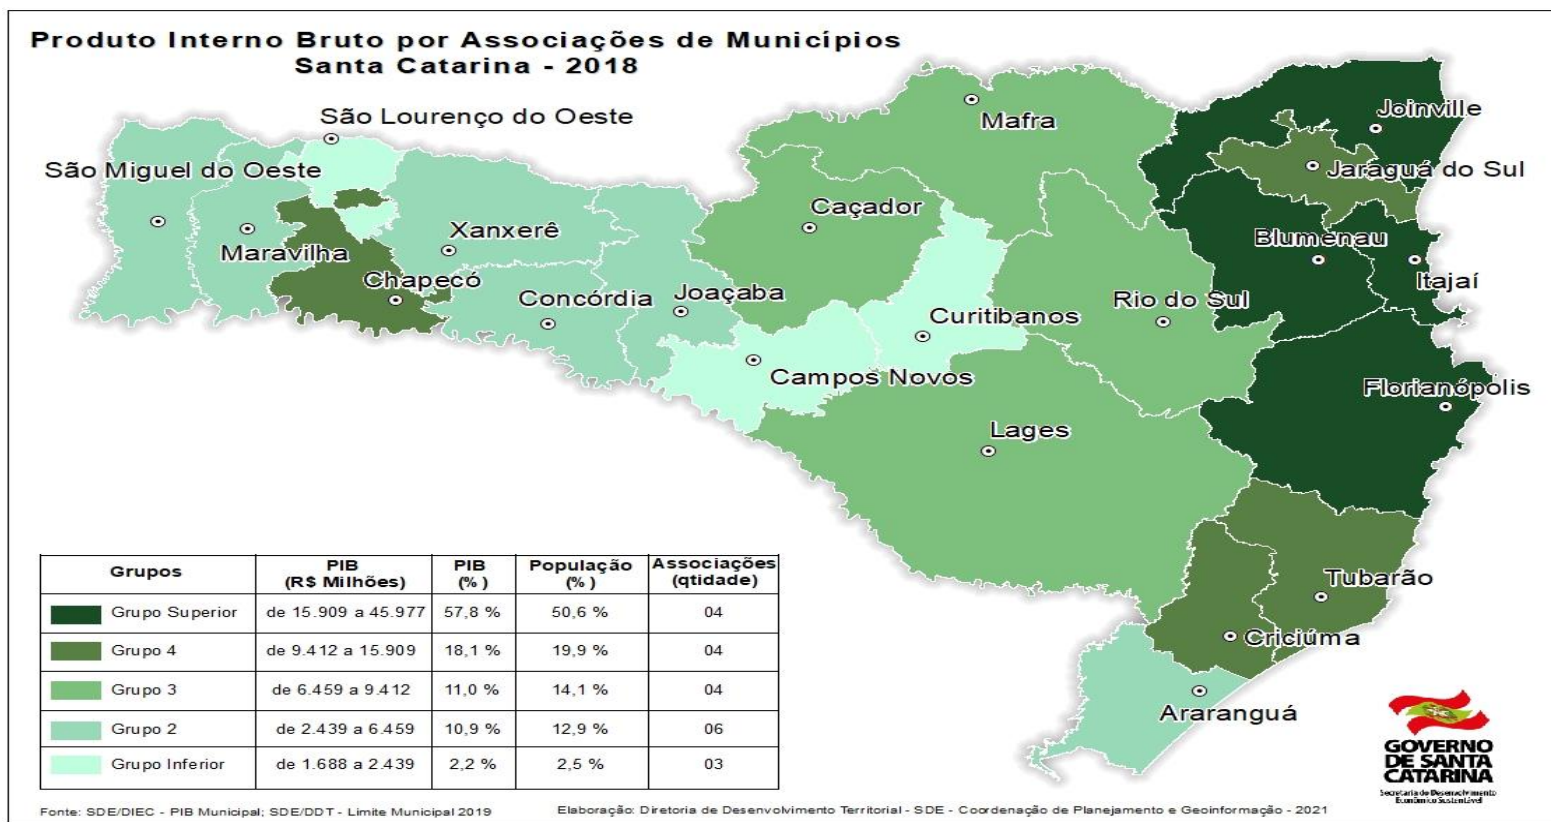 Produto Interno Bruto por Associações de Municípios
Santa Catarina - 2018
São Lourenço do Oeste
São Miguel do Oeste
Maravilha
Xanxerê
Chapecó
Concórdia
Joaçaba
Caçador
Mafra
Joinville
Jaraguá do Sul
Blumenau
Itajaí
Rio do Sul
Curitibanos
Campos Novos
Florianópolis
Lages
Tubarão
Criciúma
Araranguá
Grupos PIB (R$ Milhões) PIB (%) População (%) Associações (qtidade)
Grupo Superior de 15.909 a 45.977 57,8 % 50,6 % 04
Grupo 4 de 9.412 a 15.909 18,1 % 19,9 % 04
Grupo 3 de 6.459 a 9.412 11,0 % 14,1 % 04
Grupo 2 de 2.439 a 6.459 10,9 % 12,9 % 06
Grupo Inferior de 1.688 a 2.439 2,2 % 2,5 % 03
GOVERNO
DE SANTA
CATARINA
Secretaria de Desenvolvimento
Econômico Sustentável
Fonte: SDE/DIEC - PIB Municipal; SDE/DDT - Limite Municipal 2019
Elaboração: Diretoria de Desenvolvimento Territorial - SDE - Coordenação de Planejamento e Geoinformação - 2021